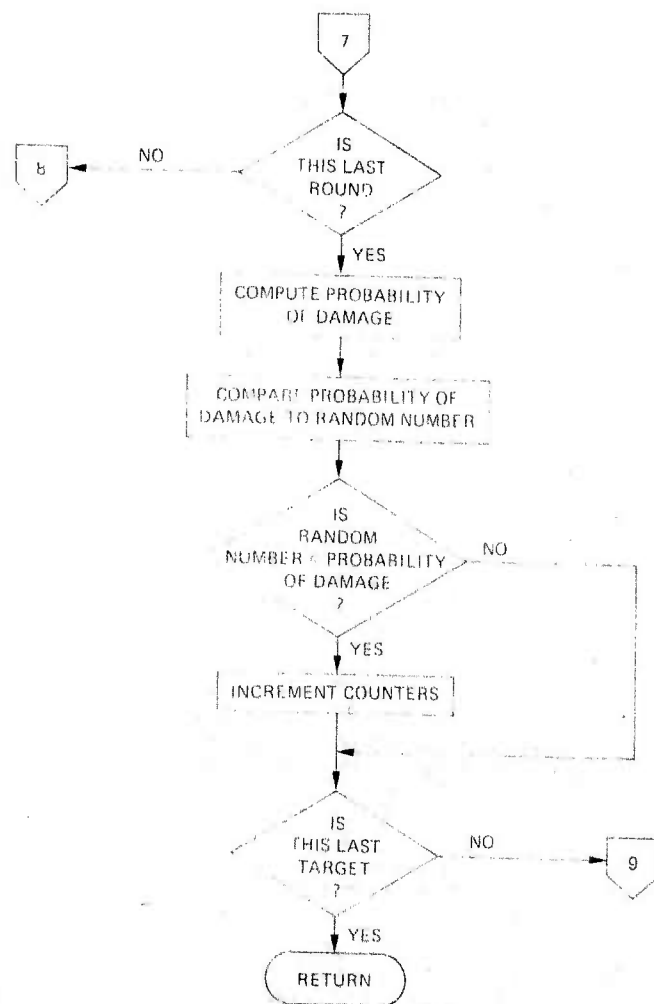 7
IS
THIS LAST
ROUND
?
NO
8
YES
COMPUTE PROBABILITY
OF DAMAGE
COMPARE PROBABILITY OF
DAMAGE TO RANDOM NUMBER
IS
RANDOM
NUMBER < PROBABILITY
OF DAMAGE
?
NO
YES
INCREMENT COUNTERS
IS
THIS LAST
TARGET
?
NO
9
YES
RETURN